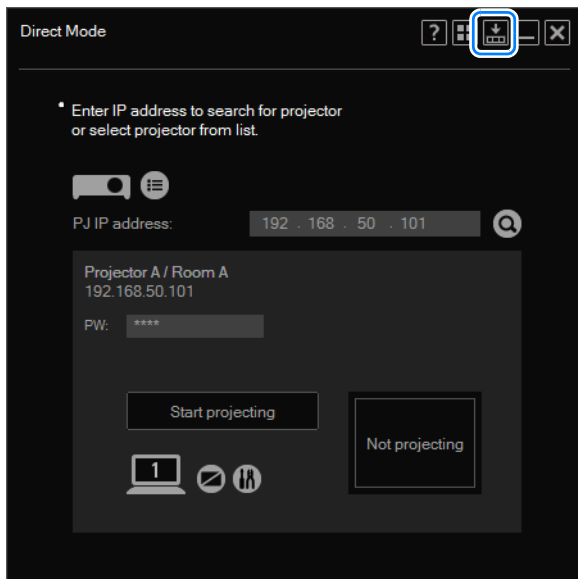 Direct Mode
?
* Enter IP address to search for projector
or select projector from list.
PJ IP address: 192 . 168 . 50 . 101
Projector A / Room A
192.168.50.101
PW: ****
Start projecting
Not projecting
1